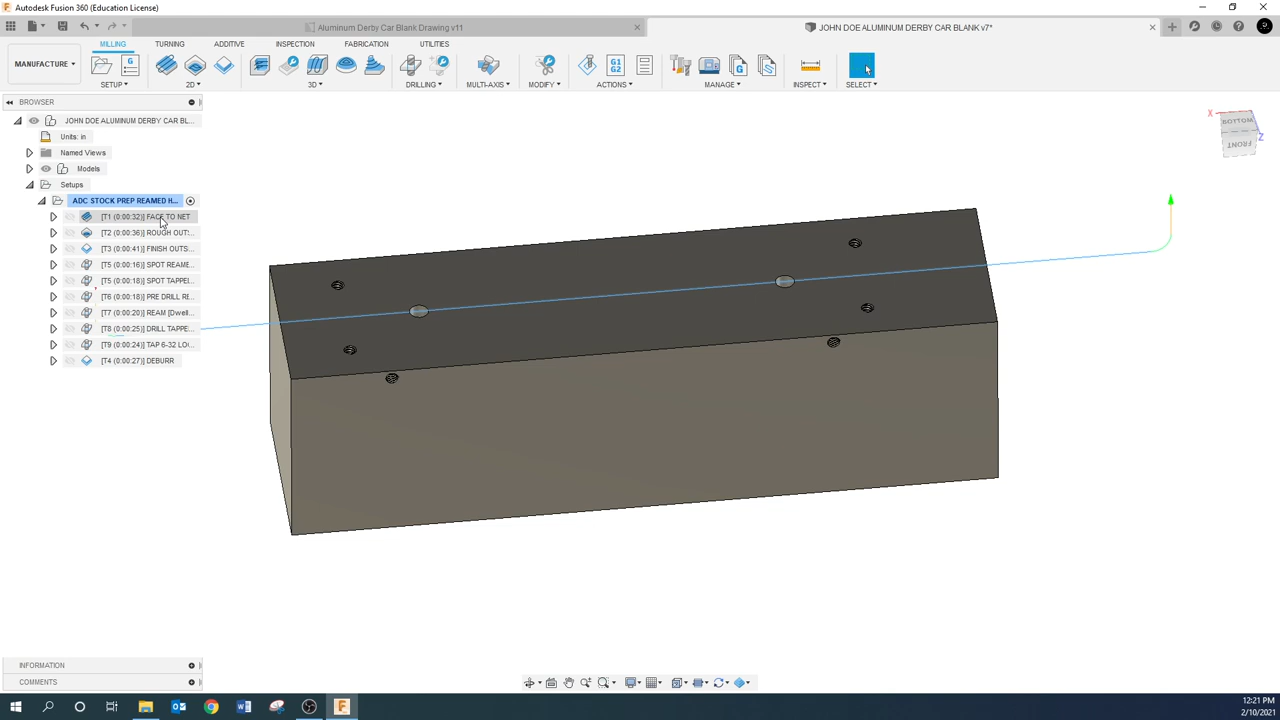 Autodesk Fusion 360 (Education License)
Aluminum Derby Car Blank Drawing v11
JOHN DOE ALUMINUM DERBY CAR BLANK v7*
MILLING TURNING ADDITIVE INSPECTION FABRICATION UTILITIES
MANUFACTURE
G1
G2
SETUP 2D 3D DRILLING MULTI-AXIS MODIFY ACTIONS MANAGE INSPECT SELECT
BROWSER
JOHN DOE ALUMINUM DERBY CAR BL...
Units: in
Named Views
Models
Setups
ADC STOCK PREP REAMED H...
[T1 (0:00:32)] FACE TO NET
[T2 (0:00:36)] ROUGH OUT:...
[T3 (0:00:41)] FINISH OUTS...
[T5 (0:00:16)] SPOT REAME...
[T5 (0:00:18)] SPOT TAPPEI...
[T6 (0:00:18)] PRE DRILL RE...
[T7 (0:00:20)] REAM [Dwell...
[T8 (0:00:25)] DRILL TAPPE...
[T9 (0:00:24)] TAP 6-32 LO(...
[T4 (0:00:27)] DEBURR
X
BOTTOM
Z
FRONT
INFORMATION
COMMENTS
12:21 PM
2/10/2021